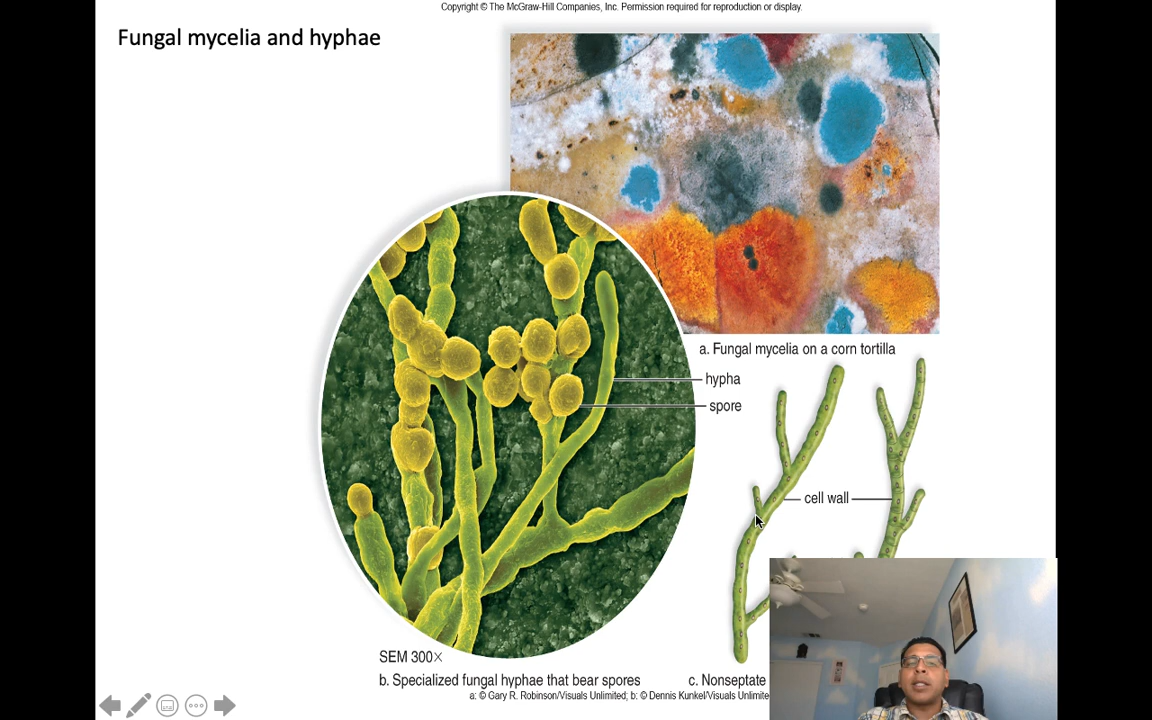 Copyright © The McGraw-Hill Companies, Inc. Permission required for reproduction or display.
Fungal mycelia and hyphae
a. Fungal mycelia on a corn tortilla
hypha
spore
cell wall
SEM 300×
b. Specialized fungal hyphae that bear spores
c. Nonseptate
a: © Gary R. Robinson/Visuals Unlimited; b: © Dennis Kunkel/Visuals Unlimite